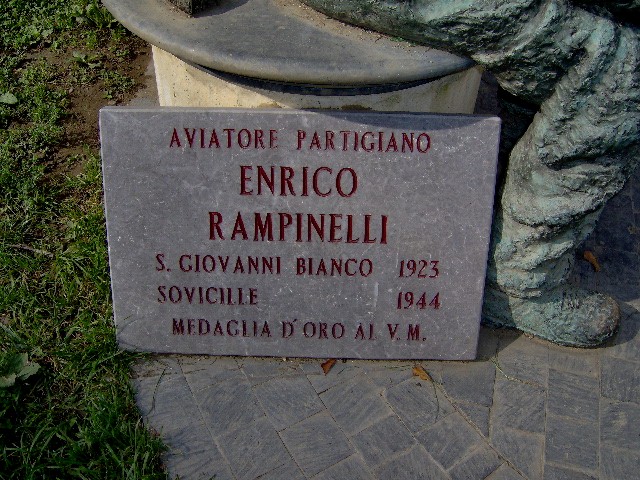 AVIATORE PARTIGIANO
ENRICO
RAMPINELLI
S. GIOVANNI BIANCO 1923
SOVICILLE 1944
MEDAGLIA D'ORO AL V. M.